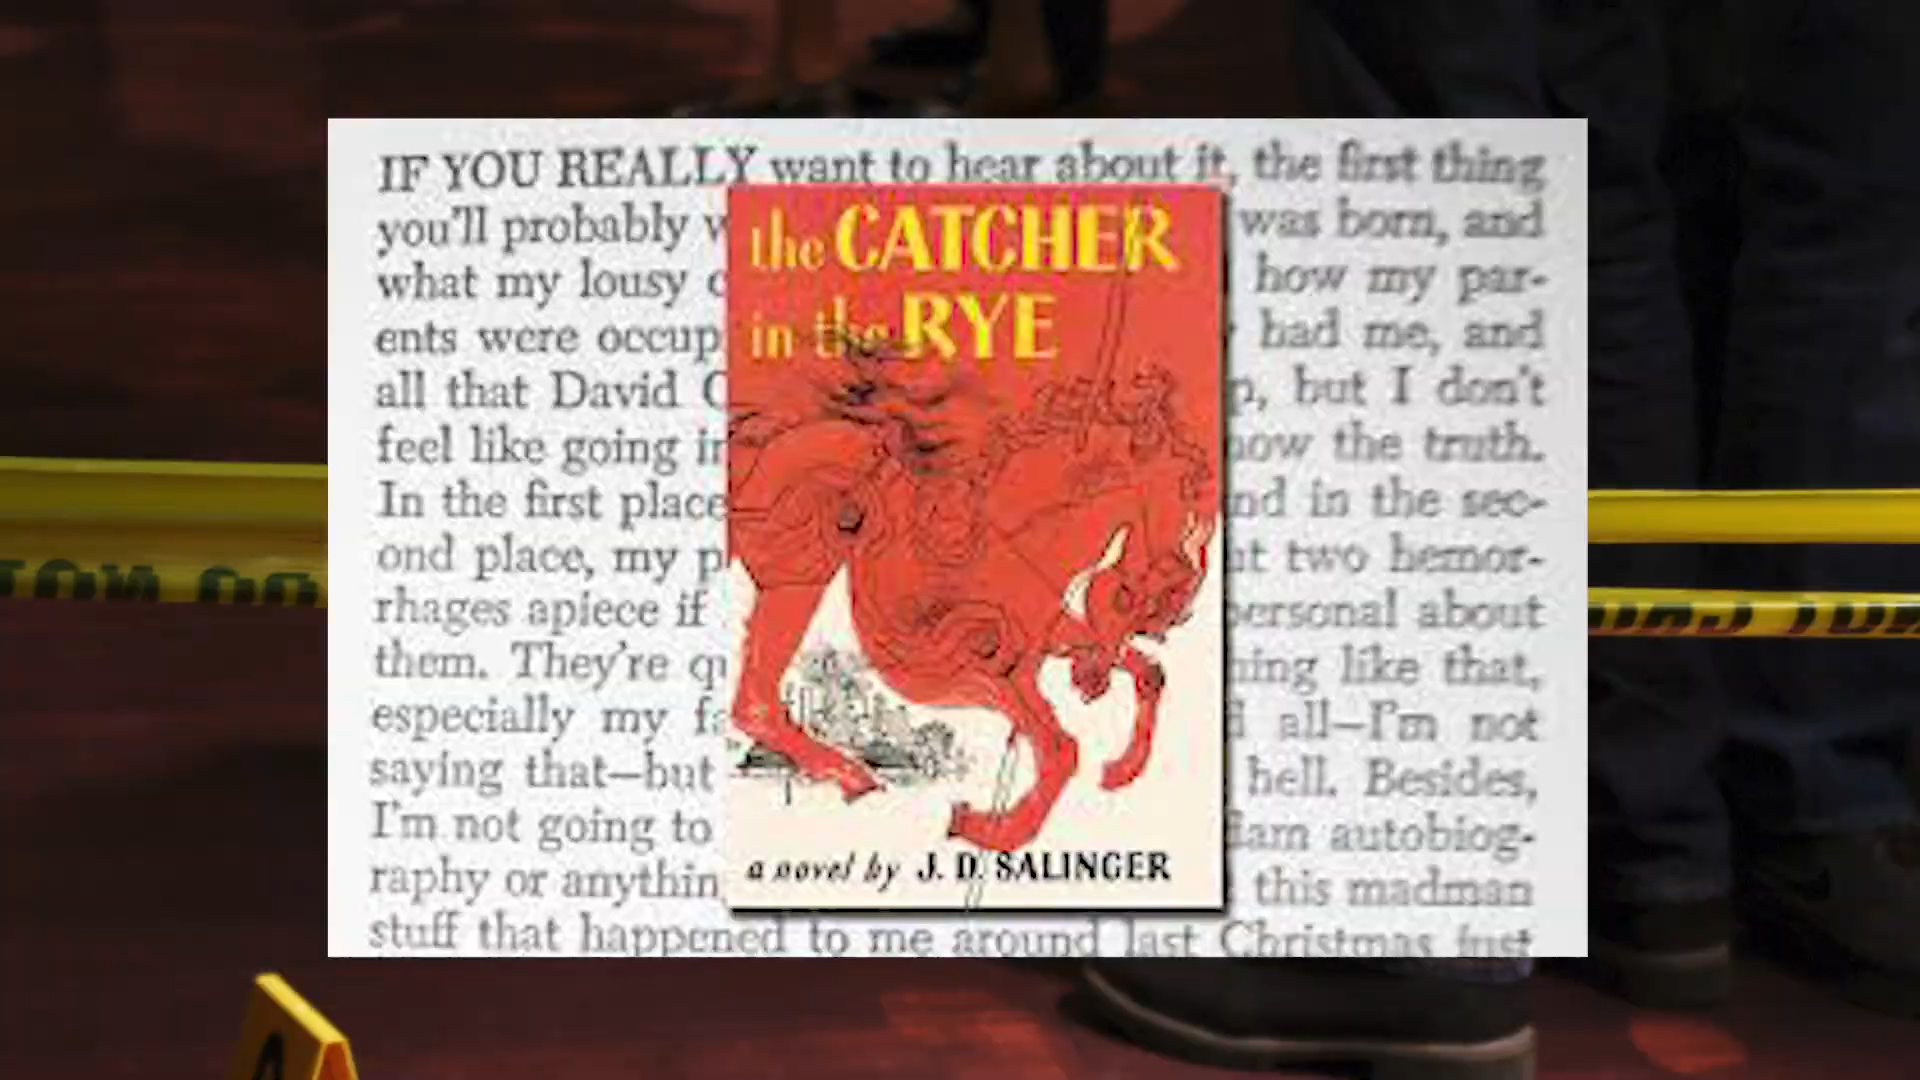 IF YOU REALLY want to hear about it, the first thing
you'll probably was born, and
what my lousy how my par-
ents were occup had me, and
all that David but I don't
feel like going the truth.
In the first place and in the sec-
ond place, my two hemor-
rhages apiece if personal about
them. They're like that,
especially my all—I'm not
saying that—but hell. Besides,
I'm not going to autobiog-
raphy or anythin this madman
stuff that happened to me around last Christmas just
the CATCHER
in the RYE
a novel by J. D. SALINGER